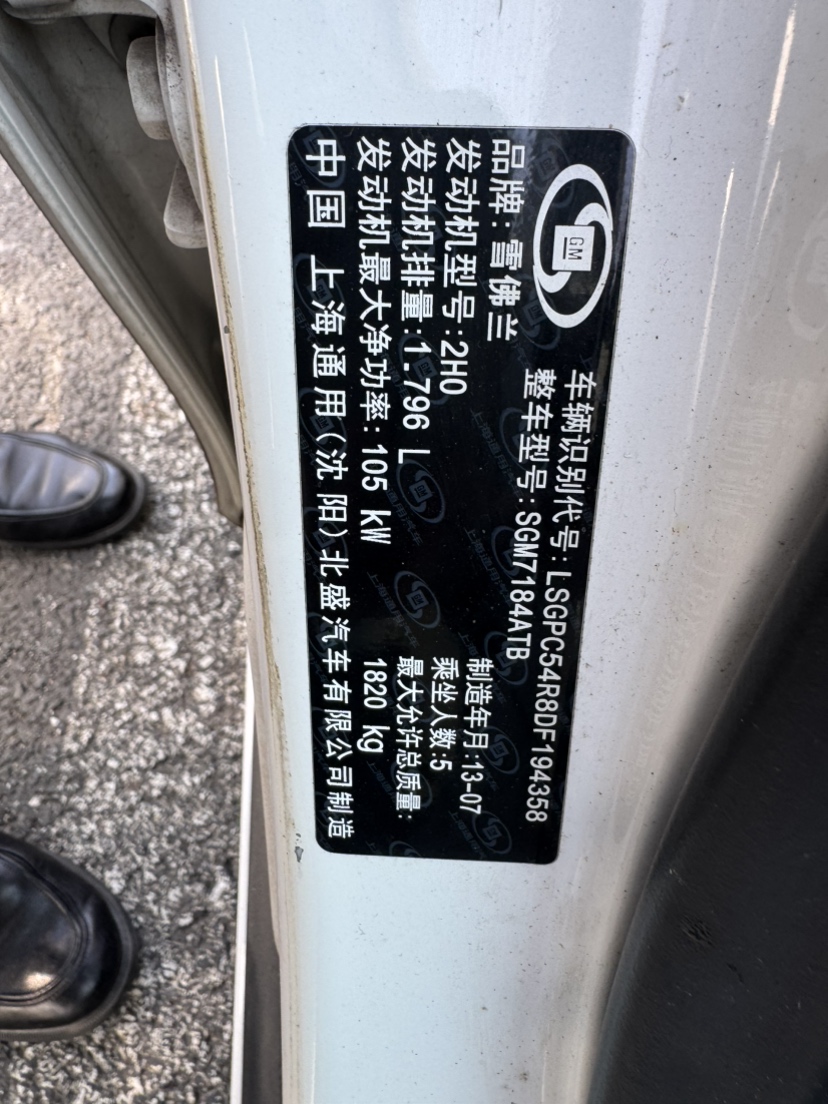 GM
车辆识别代号:LSGPC54R8DF194358
整车型号:SGM7184ATB
品牌:雪佛兰
发动机型号:2H0
制造年月:13-07
发动机排量:1.796 L
乘坐人数:5
发动机最大净功率:105 kW
最大允许总质量:
1820 kg
中国 上海通用(沈阳)北盛汽车有限公司制造